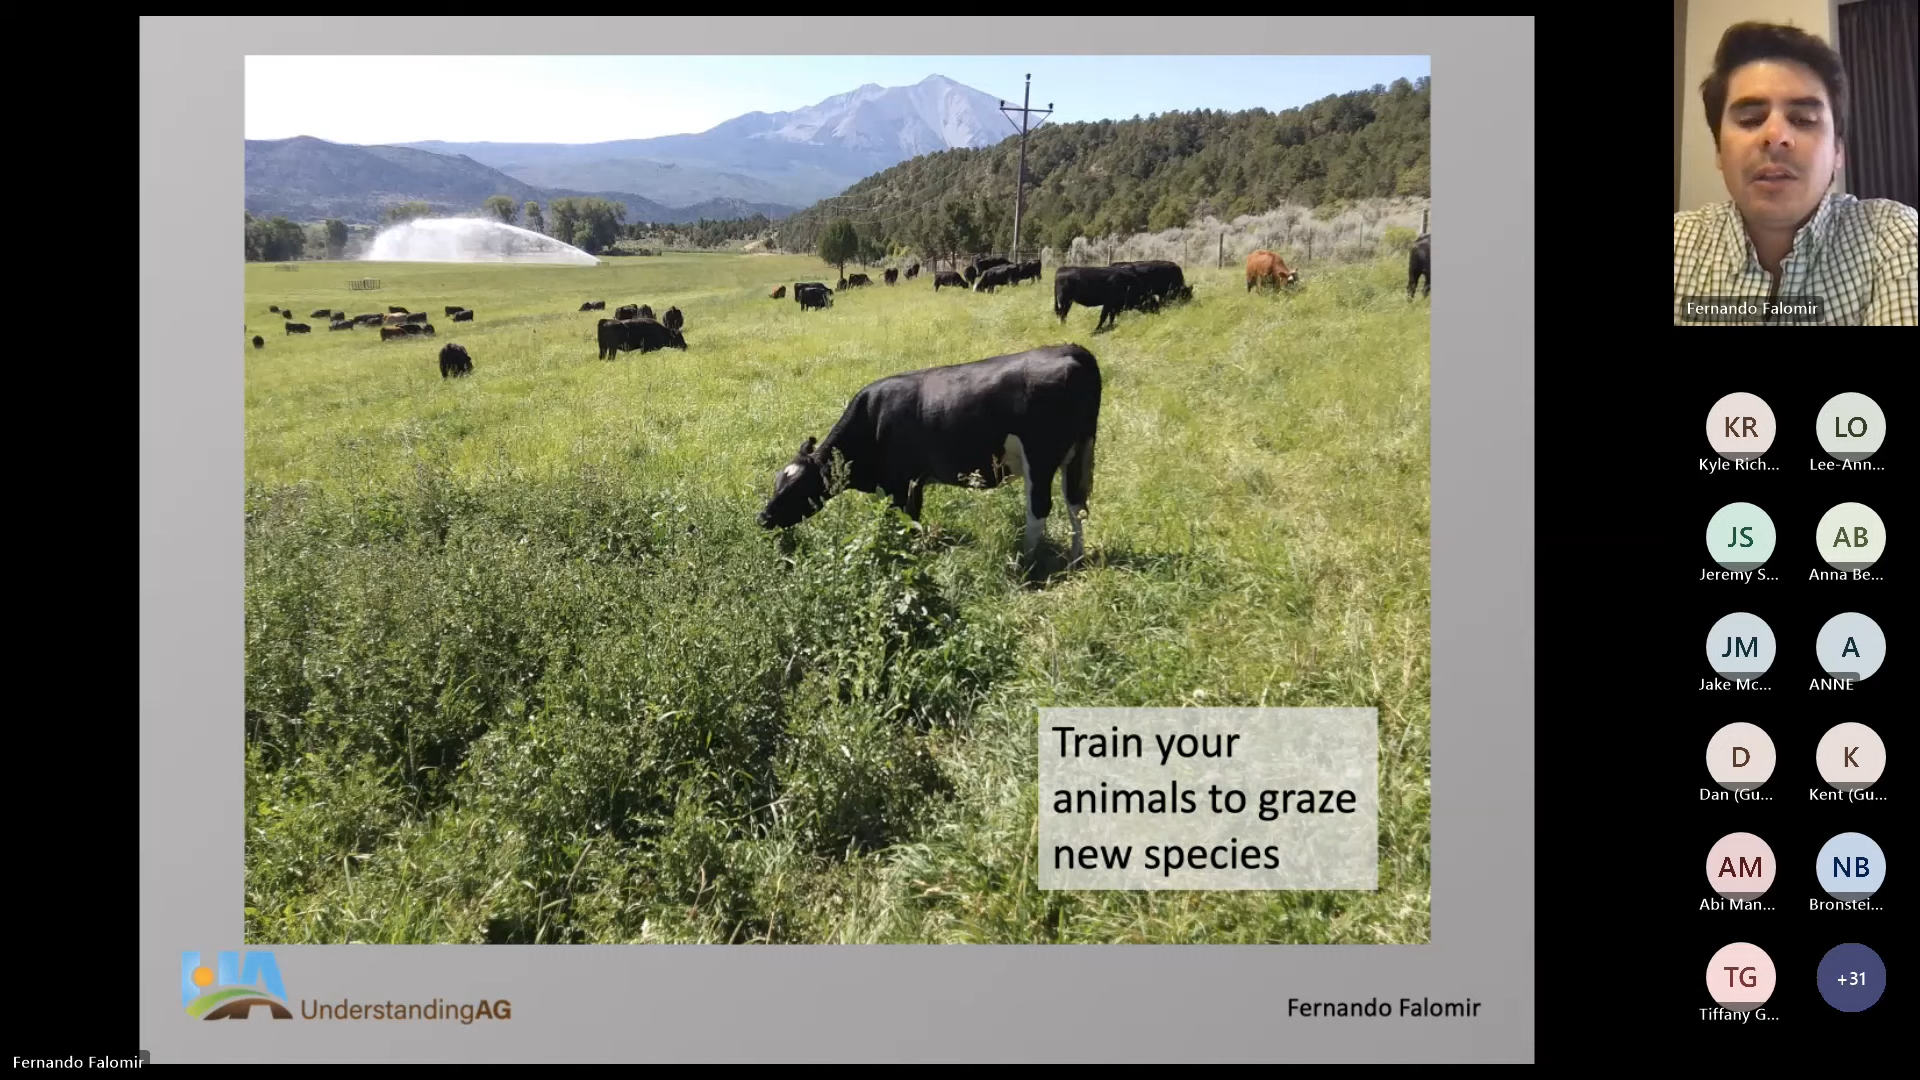 Train your
animals to graze
new species
UA
UnderstandingAG
Fernando Falomir
Fernando Falomir
Fernando Falomir
KR
Kyle Rich...
LO
Lee-Ann...
JS
Jeremy S...
AB
Anna Be...
JM
Jake Mc...
A
ANNE
D
Dan (Gu...
K
Kent (Gu...
AM
Abi Man...
NB
Bronstei...
TG
Tiffany G...
+31